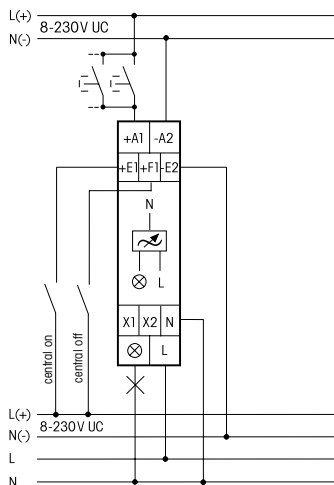 L(+)
8-230V UC
N(-)
+A1 -A2
+E1 +F1 -E2
N
L
X1 X2 N
L
central on
central off
L(+)
8-230V UC
N(-)
L
N